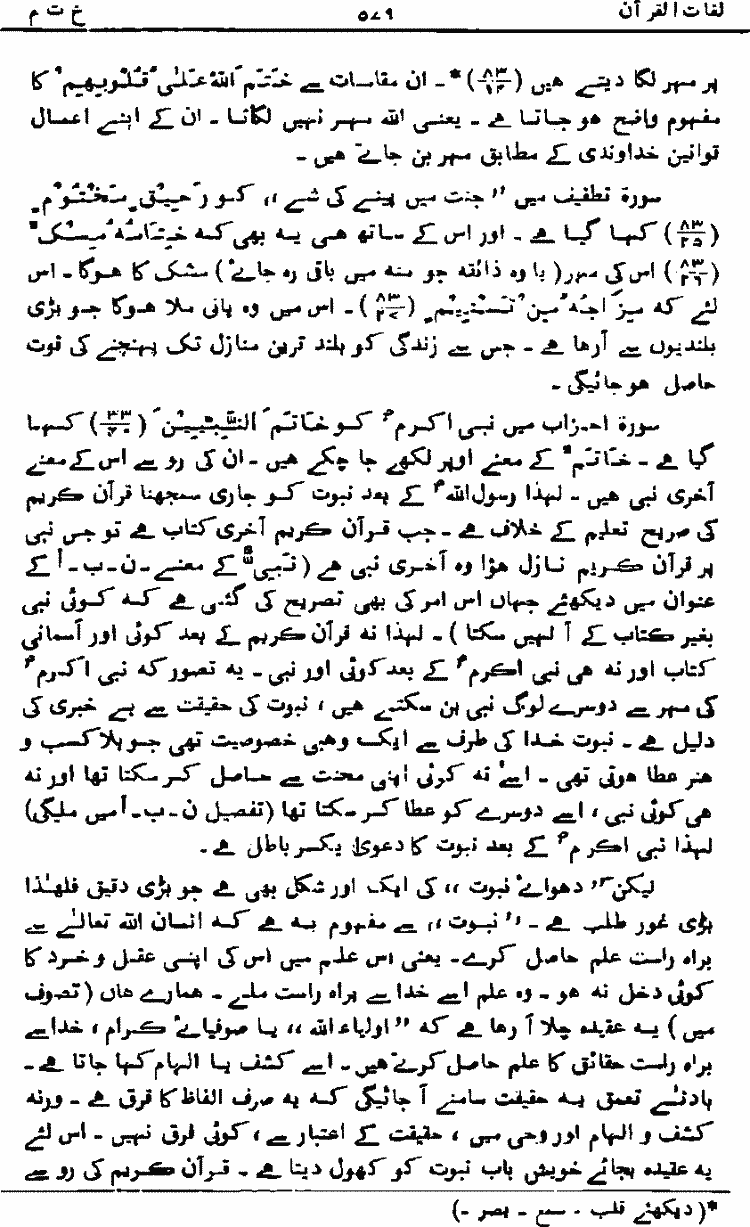 لغات القرآن ۵۷۹ خ ت م
پر مہر لگا دیتے ہیں (۸۳/۱۴)*۔ ان مقامات سے خَتَمَ اللہُ عَلٰی قُلُوْبِہِمْ کا
مفہوم واضح ہو جاتا ہے ۔ یعنی اللہ مہر نہیں لگاتا ۔ ان کے اپنے اعمال
قوانین خداوندی کے مطابق مہر بن جاتے ہیں ۔
سورۃ تطفیف میں ’’جنت میں پینے کی شے ،، کو رَحِیْقٍ مَخْتُوْمٍ
(۸۳/۲۵) کہا گیا ہے ۔ اور اس کے ساتھ ہی یہ بھی کہ خِتَامُہٗ مِسْکٌ
(۸۳/۲۶) اس کی مہر (یا وہ ذائقہ جو منہ میں باقی رہ جائے) مشک کا ہوگا ۔ اس
لئے کہ مِزَاجُہٗ مِنْ تَسْنِیْمٍ (۸۳/۲۷) ۔ اس میں وہ پانی ملا ہوگا جو بڑی
بلندیوں سے آرہا ہے ۔ جس سے زندگی کو بلند ترین منازل تک پہنچنے کی قوت
حاصل ہو جائیگی ۔
سورۃ احزاب میں نبی اکرمؐ کو خَاتَمَ النَّبِیِّیْنَ (۳۳/۴۰) کہا
گیا ہے ۔ خَاتَمٌ کے معنے اوپر لکھے جا چکے ہیں ۔ ان کی رو سے اس کے معنے
آخری نبی ہیں ۔ لہذا رسول اللہؐ کے بعد نبوت کو جاری سمجھنا قرآن کریم
کی صریح تعلیم کے خلاف ہے ۔ جب قرآن کریم آخری کتاب ہے تو جس نبی
پر قرآن کریم نازل ہؤا وہ آخری نبی ہے (نَبِیٌّ کے معنے ۔ ن ۔ ب ۔ أ کے
عنوان میں دیکھئے جہاں اس امر کی بھی تصریح کی گئی ہے کہ کوئی نبی
بغیر کتاب کے آ نہیں سکتا) ۔ لہذا نہ قرآن کریم کے بعد کوئی اور آسمانی
کتاب اور نہ ہی نبی اکرمؐ کے بعد کوئی اور نبی ۔ یہ تصور کہ نبی اکرمؐ
کی مہر سے دوسرے لوگ نبی بن سکتے ہیں ، نبوت کی حقیقت سے بے خبری کی
دلیل ہے ۔ نبوت خدا کی طرف سے ایک وہبی خصوصیت تھی جو بلا کسب و
ہنر عطا ہوتی تھی ۔ اسے نہ کوئی اپنی محنت سے حاصل کر سکتا تھا اور نہ
ہی کوئی نبی ، اسے دوسرے کو عطا کر سکتا تھا (تفصیل ن ۔ ب ۔ أ میں ملیگی)
لہذا نبی اکرمؐ کے بعد نبوت کا دعویٰ یکسر باطل ہے ۔
لیکن ’’دعوائے نبوت ،، کی ایک اور شکل بھی ہے جو بڑی دقیق فلہٰذا
بڑی غور طلب ہے ۔ ’’نبوت ،، سے مفہوم یہ ہے کہ انسان اللہ تعالیٰ سے
براہ راست علم حاصل کرے ۔ یعنی اس علم میں اس کی اپنی عقل و خرد کا
کوئی دخل نہ ہو ۔ وہ علم اسے خدا سے براہ راست ملے ۔ ہمارے ہاں (تصوف
میں) یہ عقیدہ چلا آ رہا ہے کہ ’’اولیاء اللہ ،، یا صوفیائے کرام ، خدا سے
براہ راست حقائق کا علم حاصل کرتے ہیں ۔ اسے کشف یا الہام کہا جاتا ہے ۔
بادنیٰ تعمق یہ حقیقت سامنے آ جائیگی کہ یہ صرف الفاظ کا فرق ہے ۔ ورنہ
کشف و الہام اور وحی میں ، حقیقت کے اعتبار سے ، کوئی فرق نہیں ۔ اس لئے
یہ عقیدہ بجائے خویش باب نبوت کو کھول دیتا ہے ۔ قرآن کریم کی رو سے
*(دیکھئے قلب ۔ سمع ۔ بصر ۔)